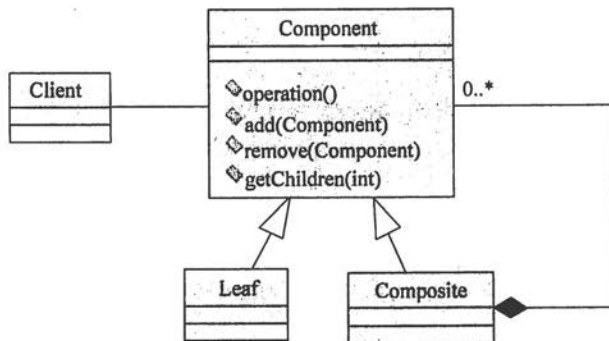 Component
Client
operation()
0..*
add(Component)
remove(Component)
getChildren(int)
Leaf
Composite